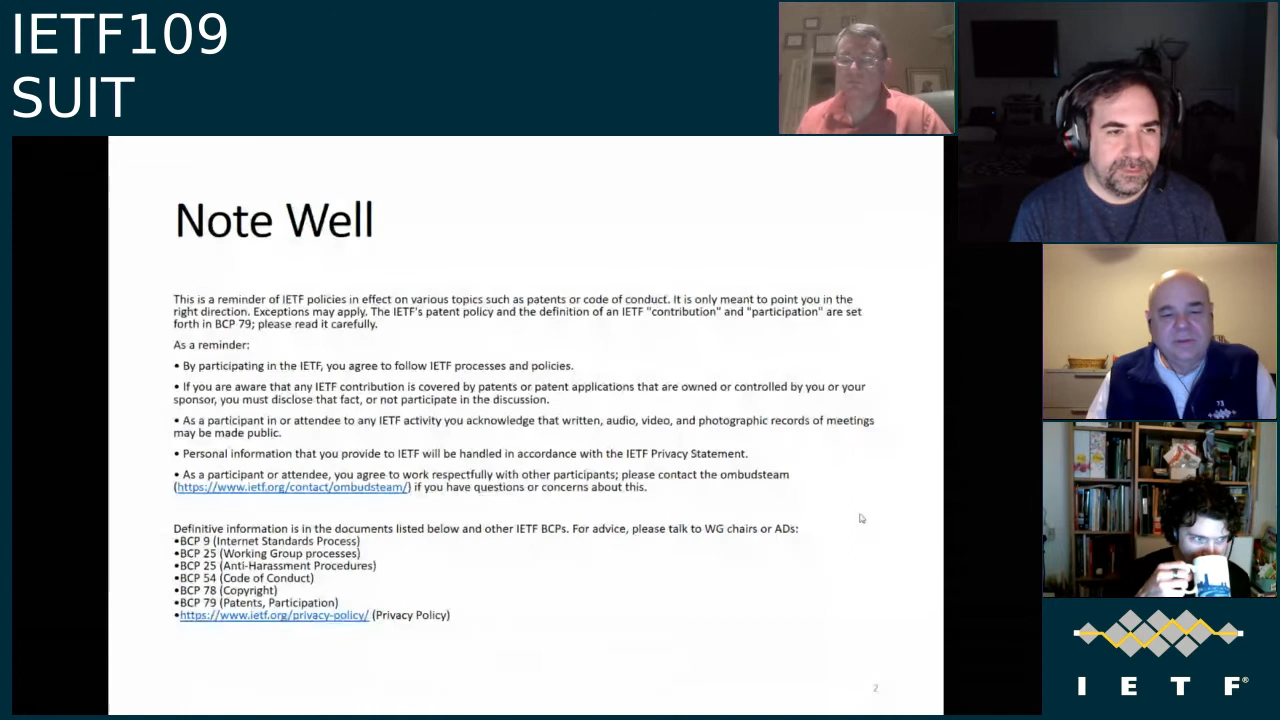 IETF109
SUIT
Note Well
This is a reminder of IETF policies in effect on various topics such as patents or code of conduct. It is only meant to point you in the
right direction. Exceptions may apply. The IETF's patent policy and the definition of an IETF "contribution" and "participation" are set
forth in BCP 79; please read it carefully.
As a reminder:
• By participating in the IETF, you agree to follow IETF processes and policies.
• If you are aware that any IETF contribution is covered by patents or patent applications that are owned or controlled by you or your
sponsor, you must disclose that fact, or not participate in the discussion.
• As a participant in or attendee to any IETF activity you acknowledge that written, audio, video, and photographic records of meetings
may be made public.
• Personal information that you provide to IETF will be handled in accordance with the IETF Privacy Statement.
• As a participant or attendee, you agree to work respectfully with other participants; please contact the ombudsteam
(https://www.ietf.org/contact/ombudsteam/) if you have questions or concerns about this.
Definitive information is in the documents listed below and other IETF BCPs. For advice, please talk to WG chairs or ADs:
•BCP 9 (Internet Standards Process)
•BCP 25 (Working Group processes)
•BCP 25 (Anti-Harassment Procedures)
•BCP 54 (Code of Conduct)
•BCP 78 (Copyright)
•BCP 79 (Patents, Participation)
•https://www.ietf.org/privacy-policy/ (Privacy Policy)
2
73
I E T F®